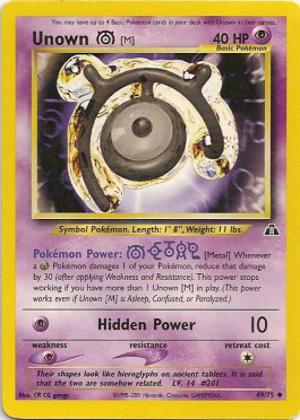 You may have up to 4 Basic Pokémon cards in your deck with Unown in their names.
Unown [M] 40 HP
Basic Pokémon
Symbol Pokémon. Length: 1' 8", Weight: 11 lbs.
Pokémon Power: [Metal] Whenever
a Pokémon damages 1 of your Pokémon, reduce that damage
by 30 (after applying Weakness and Resistance). This power stops
working if you have more than 1 Unown [M] in play. (This power works
even if Unown [M] is Asleep, Confused, or Paralyzed.)
Hidden Power 10
weakness resistance retreat cost
Their shapes look like hieroglyphs on ancient tablets. It is said
that the two are somehow related. LV. 14 #201
Illus. CR CG gangs ©1995-2001 Nintendo, Creatures, GAMEFREAK. 49/75